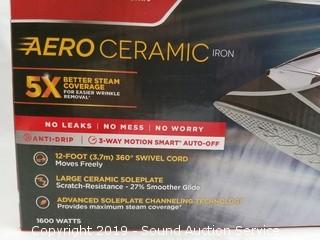 AERO CERAMIC IRON
5X BETTER STEAM
COVERAGE
FOR EASIER WRINKLE
REMOVAL*
NO LEAKS | NO MESS | NO WORRY
ANTI-DRIP | 3-WAY MOTION SMART® AUTO-OFF
12-FOOT (3,7m) 360° SWIVEL CORD
Moves Freely
LARGE CERAMIC SOLEPLATE
Scratch-Resistance - 27% Smoother Glide
ADVANCED SOLEPLATE CHANNELING TECHNOLOGY
Provides maximum steam coverage*
1600 WATTS
Copyright 2019 - Sound Auction Service